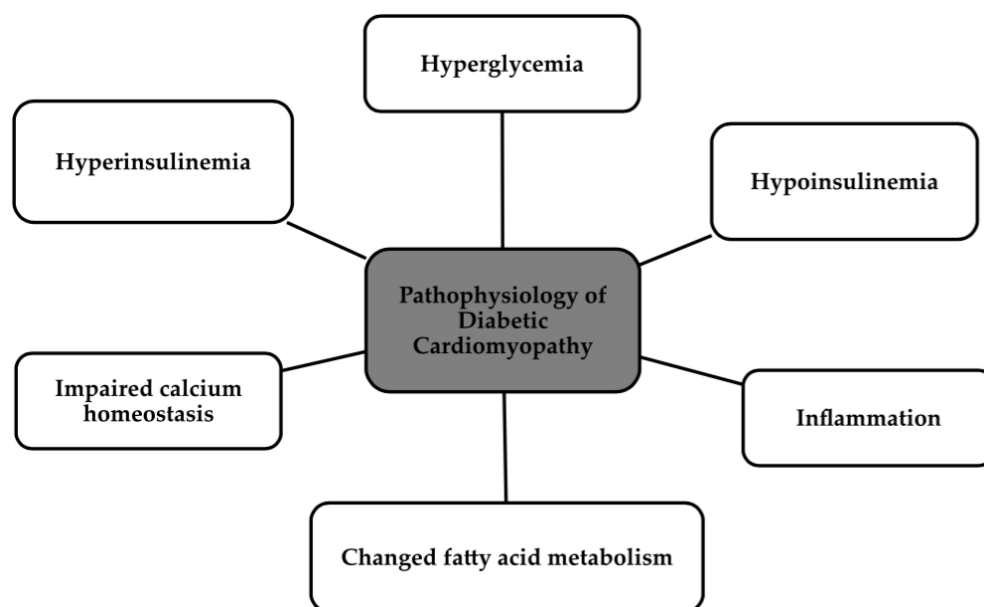 Hyperglycemia
Hyperinsulinemia
Hypoinsulinemia
Pathophysiology of
Diabetic
Cardiomyopathy
Impaired calcium
homeostasis
Inflammation
Changed fatty acid metabolism